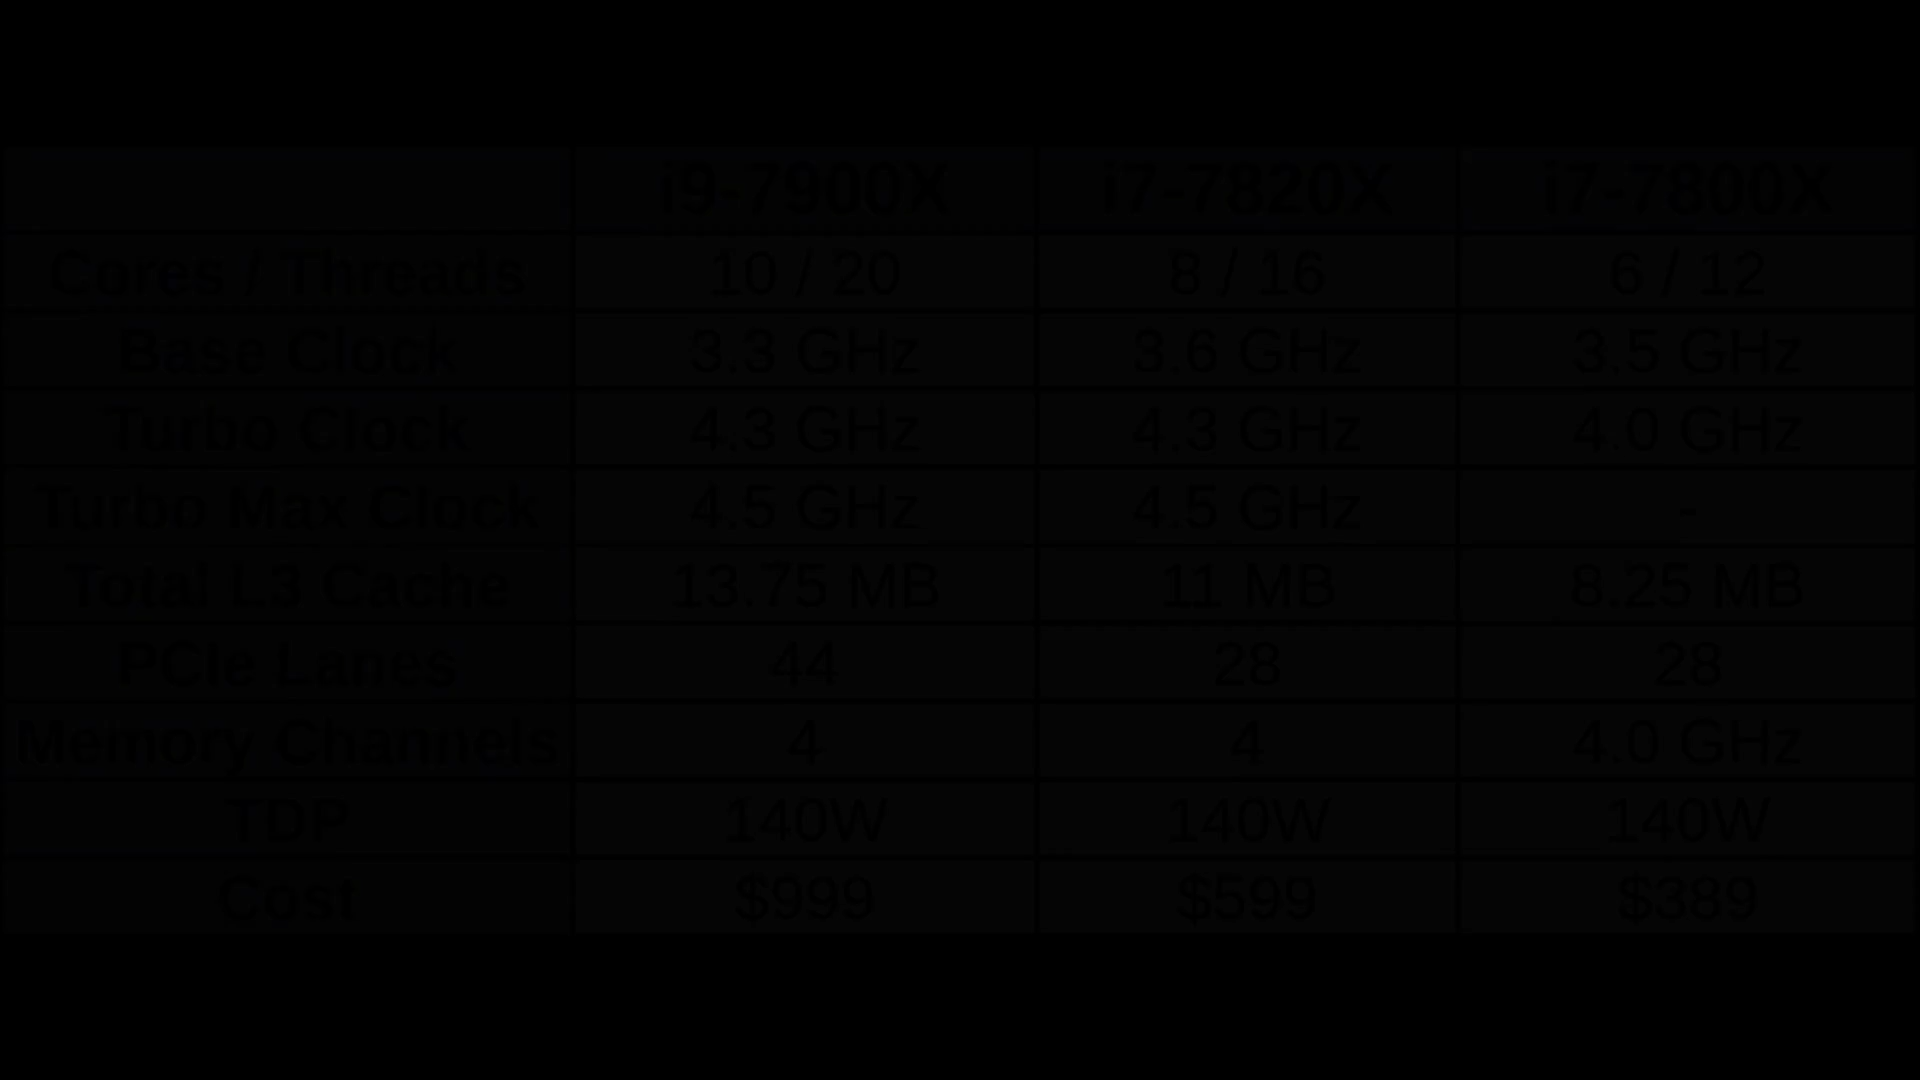 i9-7900X i7-7820X i7-7800X
Cores / Threads 10 / 20 8 / 16 6 / 12
Base Clock 3.3 GHz 3.6 GHz 3.5 GHz
Turbo Clock 4.3 GHz 4.3 GHz 4.0 GHz
Turbo Max Clock 4.5 GHz 4.5 GHz -
Total L3 Cache 13.75 MB 11 MB 8.25 MB
PCIe Lanes 44 28 28
Memory Channels 4 4 4.0 GHz
TDP 140W 140W 140W
Cost $999 $599 $389